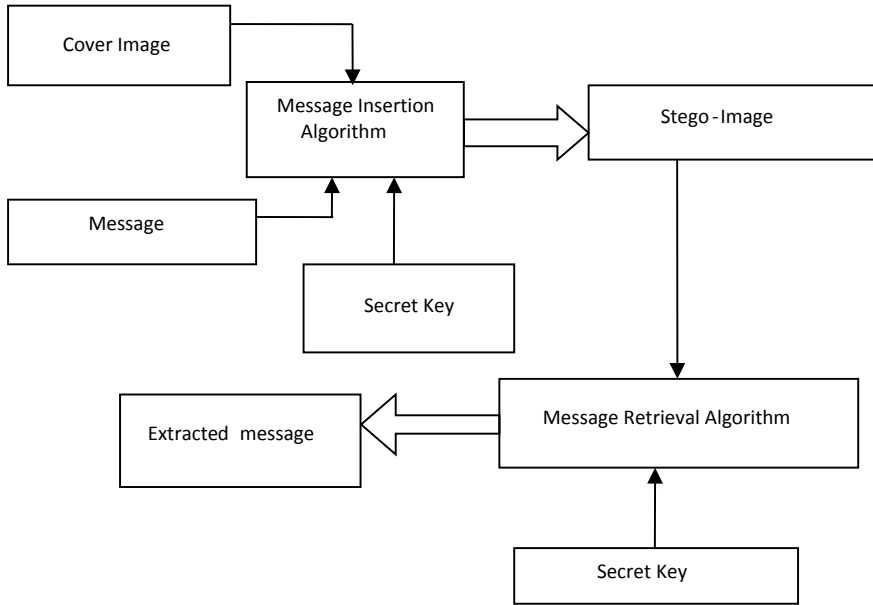 Cover Image
Message Insertion
Algorithm
Stego-Image
Message
Secret Key
Message Retrieval Algorithm
Extracted message
Secret Key